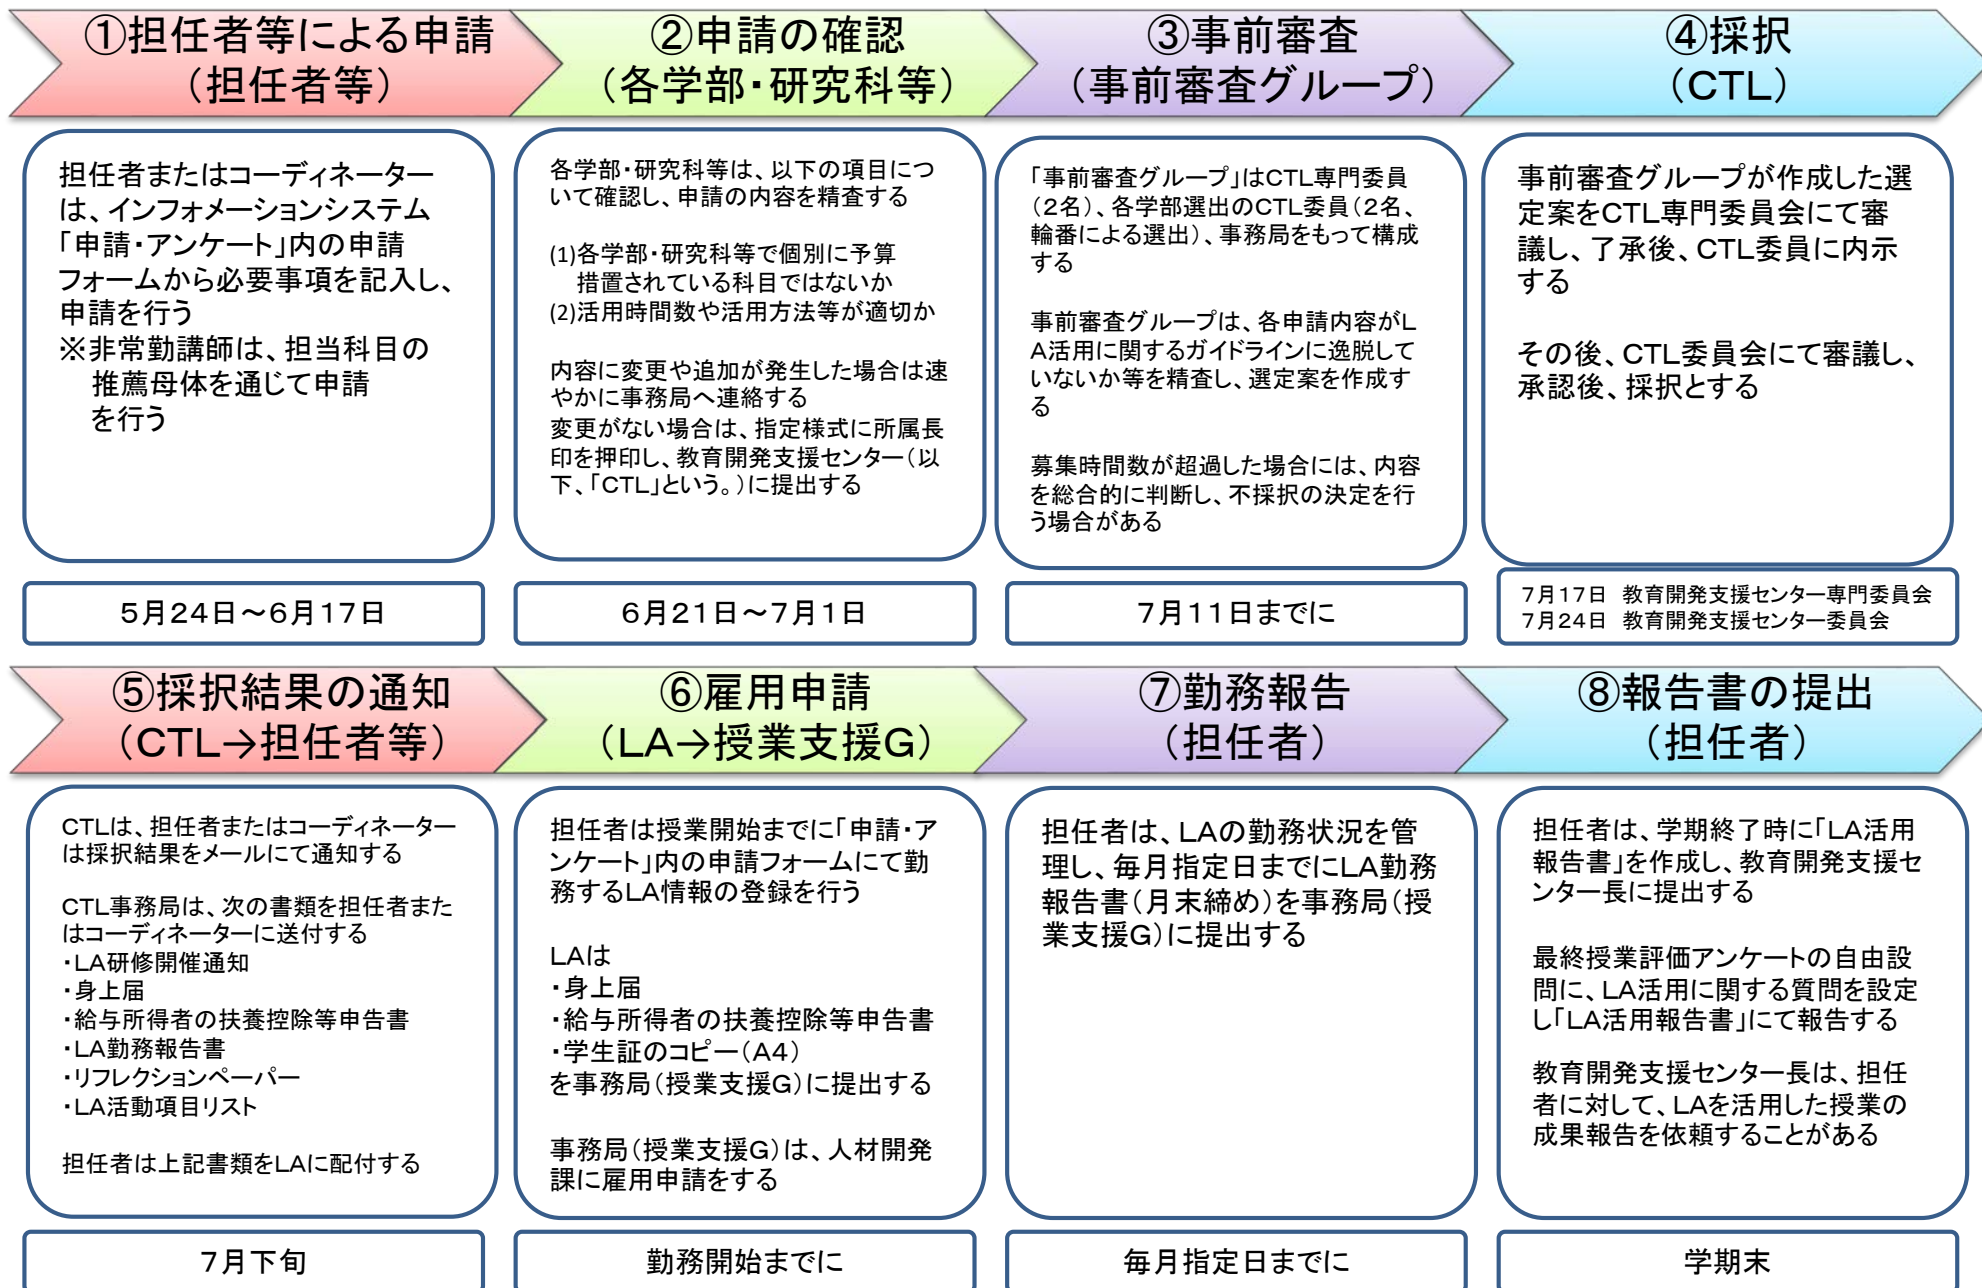 ①担任者等による申請
（担任者等）
②申請の確認
（各学部・研究科等）
③事前審査
（事前審査グループ）
④採択
（CTL）
担任者またはコーディネーター
は、インフォメーションシステム
「申請・アンケート」内の申請
フォームから必要事項を記入し、
申請を行う
※非常勤講師は、担当科目の
推薦母体を通じて申請
を行う
各学部・研究科等は、以下の項目につ
いて確認し、申請の内容を精査する
(1)各学部・研究科等で個別に予算
措置されている科目ではないか
(2)活用時間数や活用方法等が適切か
内容に変更や追加が発生した場合は速
やかに事務局へ連絡する
変更がない場合は、指定様式に所属長
印を押印し、教育開発支援センター（以
下、「CTL」という。）に提出する
「事前審査グループ」はCTL専門委員
（２名）、各学部選出のCTL委員（２名、
輪番による選出）、事務局をもって構成
する
事前審査グループは、各申請内容がL
A活用に関するガイドラインに逸脱して
いないか等を精査し、選定案を作成す
る
募集時間数が超過した場合には、内容
を総合的に判断し、不採択の決定を行
う場合がある
事前審査グループが作成した選
定案をCTL専門委員会にて審
議し、了承後、CTL委員に内示
する
その後、CTL委員会にて審議し、
承認後、採択とする
５月２４日～６月１７日
６月２１日～７月１日
７月１１日までに
７月１７日　教育開発支援センター専門委員会
７月２４日　教育開発支援センター委員会
⑤採択結果の通知
（CTL→担任者等）
⑥雇用申請
（LA→授業支援G）
⑦勤務報告
（担任者）
⑧報告書の提出
（担任者）
CTLは、担任者またはコーディネーター
は採択結果をメールにて通知する
CTL事務局は、次の書類を担任者また
はコーディネーターに送付する
・LA研修開催通知
・身上届
・給与所得者の扶養控除等申告書
・LA勤務報告書
・リフレクションペーパー
・LA活動項目リスト
担任者は上記書類をLAに配付する
担任者は授業開始までに「申請・ア
ンケート」内の申請フォームにて勤
務するLA情報の登録を行う
LAは
・身上届
・給与所得者の扶養控除等申告書
・学生証のコピー（A４）
を事務局（授業支援G）に提出する
事務局（授業支援G）は、人材開発
課に雇用申請をする
担任者は、LAの勤務状況を管
理し、毎月指定日までにLA勤務
報告書（月末締め）を事務局（授
業支援G）に提出する
担任者は、学期終了時に「LA活用
報告書」を作成し、教育開発支援セ
ンター長に提出する
最終授業評価アンケートの自由設
問に、LA活用に関する質問を設定
し「LA活用報告書」にて報告する
教育開発支援センター長は、担任
者に対して、LAを活用した授業の
成果報告を依頼することがある
７月下旬
勤務開始までに
毎月指定日までに
学期末